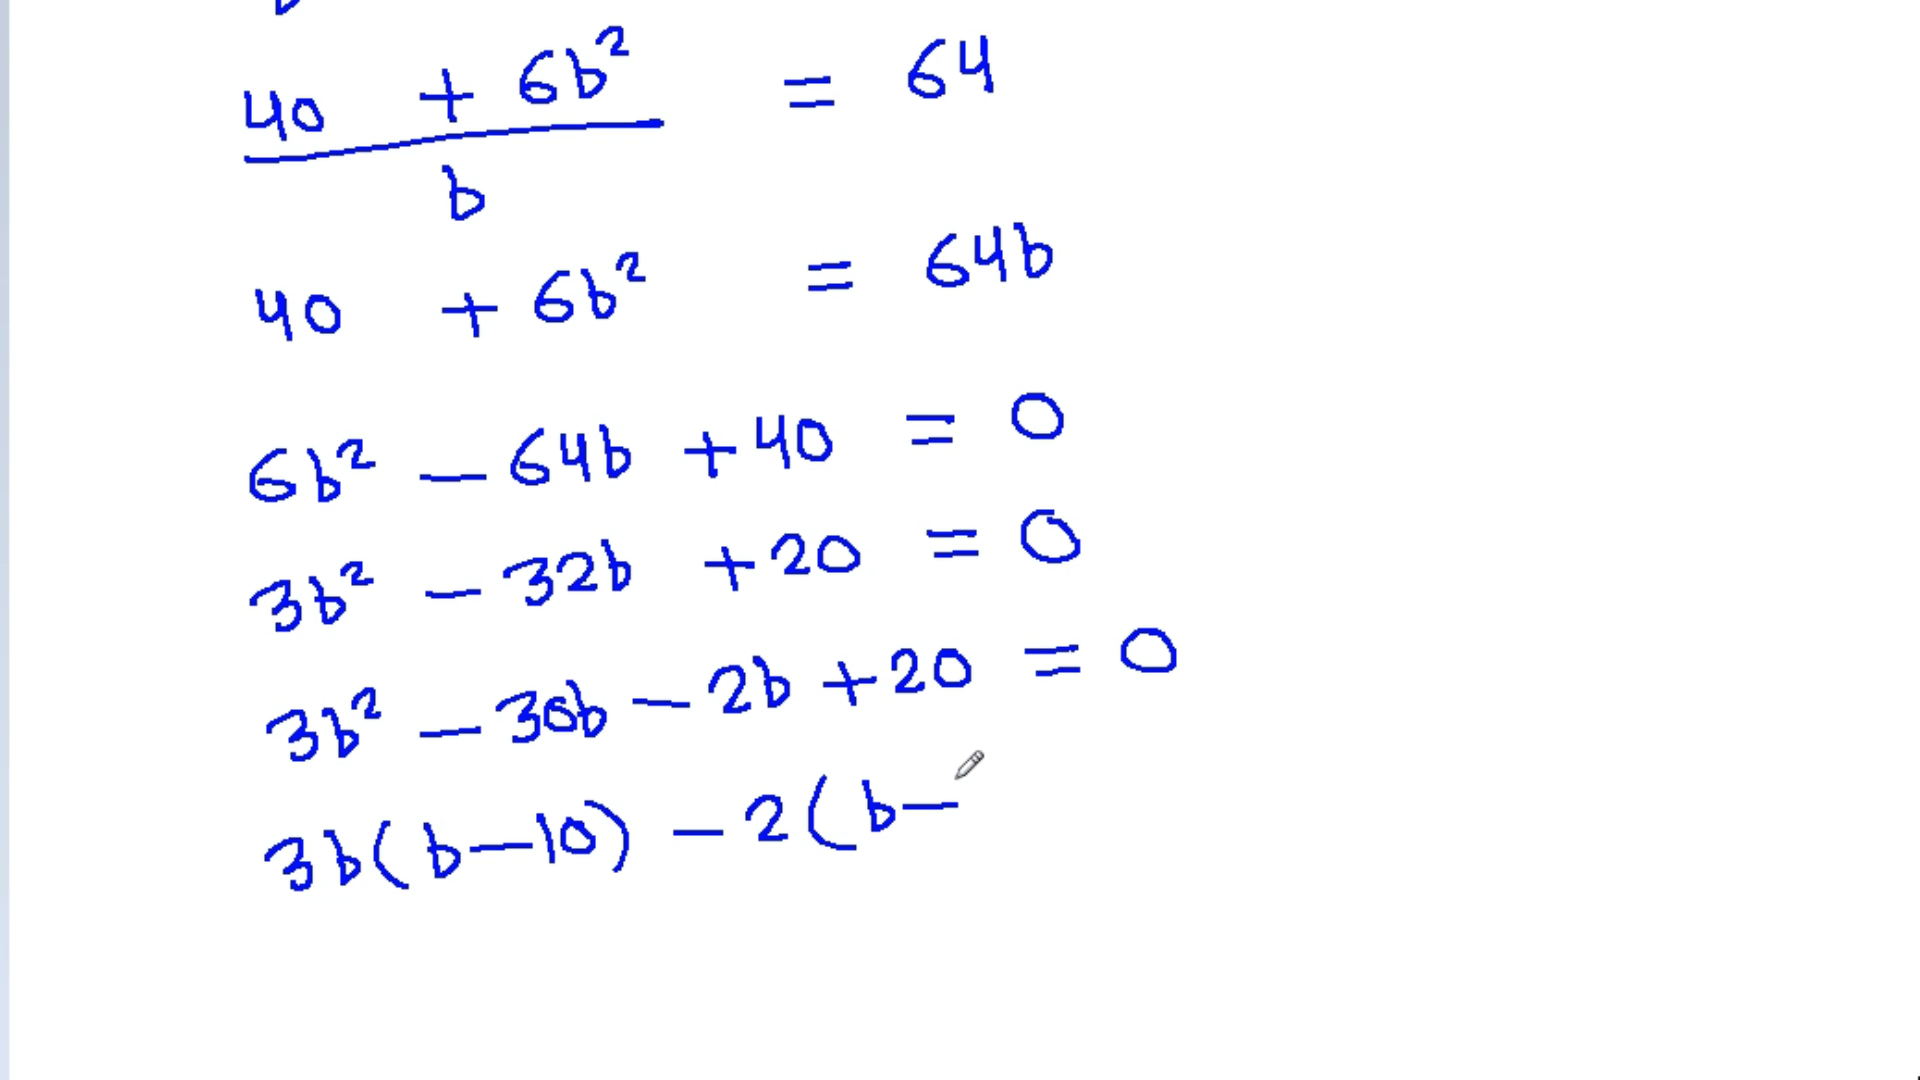 40 + 6b² = 64
b
40 + 6b² = 64b
6b² - 64b + 40 = 0
3b² - 32b + 20 = 0
3b² - 30b - 2b + 20 = 0
3b(b-10) - 2(b-